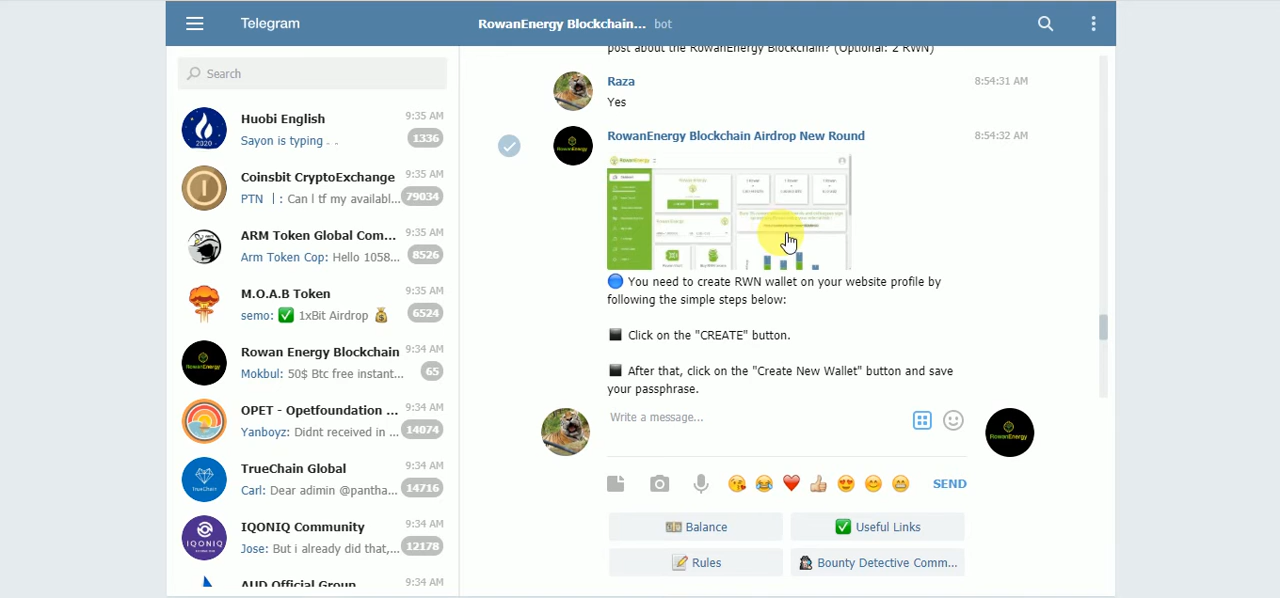 Telegram
RowanEnergy Blockchain... bot
Search
Huobi English 9:35 AM
Sayon is typing 1336
Coinsbit CryptoExchange 9:35 AM
PTN | : Can I tf my availabl... 79034
ARM Token Global Com... 9:35 AM
Arm Token Cop: Hello 1058... 8526
M.O.A.B Token 9:35 AM
semo: ✅ 1xBit Airdrop 💰 6524
Rowan Energy Blockchain 9:34 AM
Mokbul: 50$ Btc free instant... 65
OPET - Opetfoundation ... 9:34 AM
Yanboyz: Didnt received in ... 14074
TrueChain Global 9:34 AM
Carl: Dear aimin @pantha... 14716
IQONIQ Community 9:34 AM
Jose: But i already did that,... 12178
AUD Official Group 9:34 AM
post about the RowanEnergy Blockchain? (Optional: 2 RWN)
Raza 8:54:31 AM
Yes
RowanEnergy Blockchain Airdrop New Round 8:54:32 AM
RowanEnergy
🔵 You need to create RWN wallet on your website profile by
following the simple steps below:
◼ Click on the "CREATE" button.
◼ After that, click on the "Create New Wallet" button and save
your passphrase.
Write a message...
SEND
💵 Balance
✅ Useful Links
📝 Rules
Bounty Detective Comm...